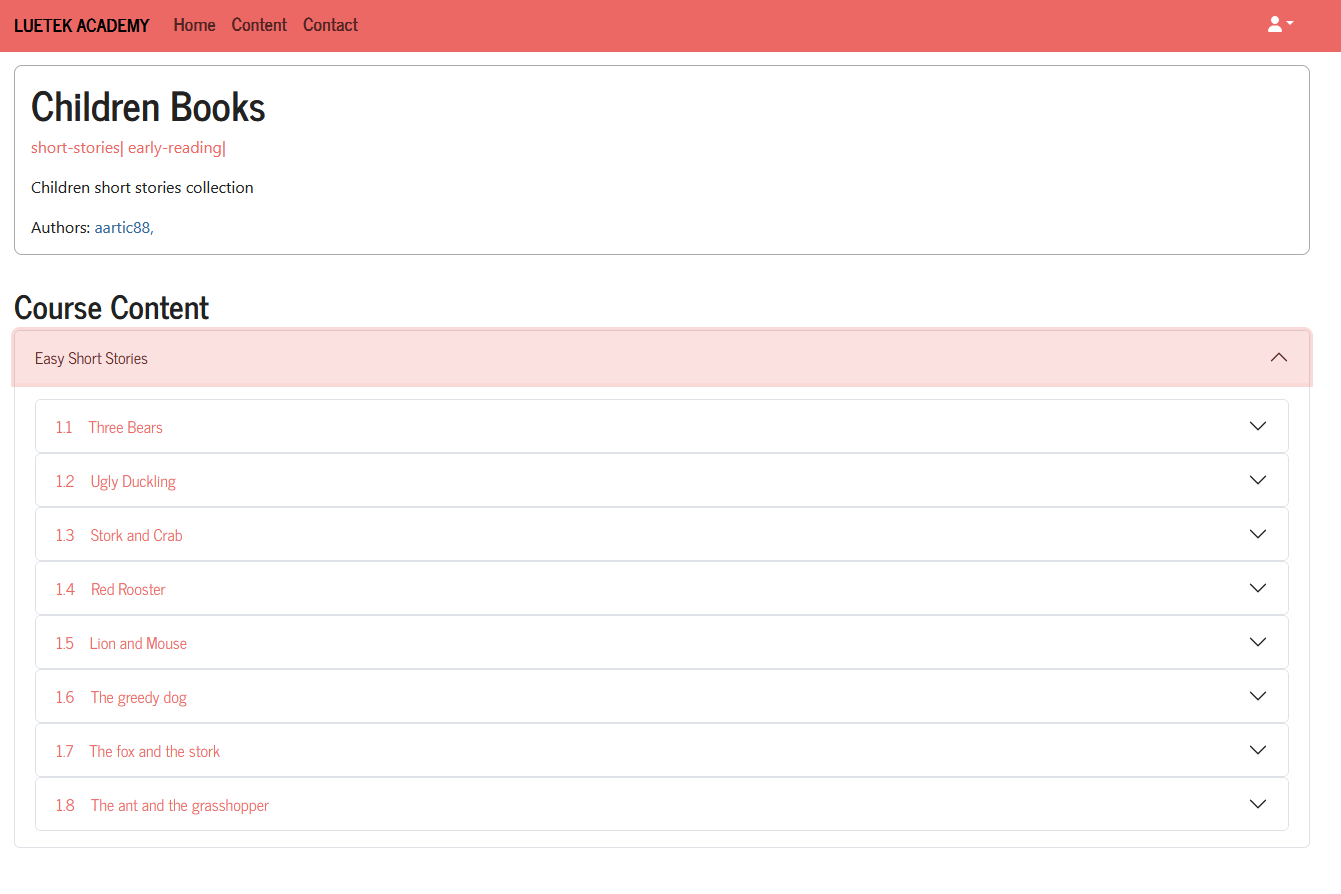 LUETEK ACADEMY Home Content Contact
Children Books
short-stories| early-reading|
Children short stories collection
Authors: aartic88,
Course Content
Easy Short Stories
1.1 Three Bears
1.2 Ugly Duckling
1.3 Stork and Crab
1.4 Red Rooster
1.5 Lion and Mouse
1.6 The greedy dog
1.7 The fox and the stork
1.8 The ant and the grasshopper